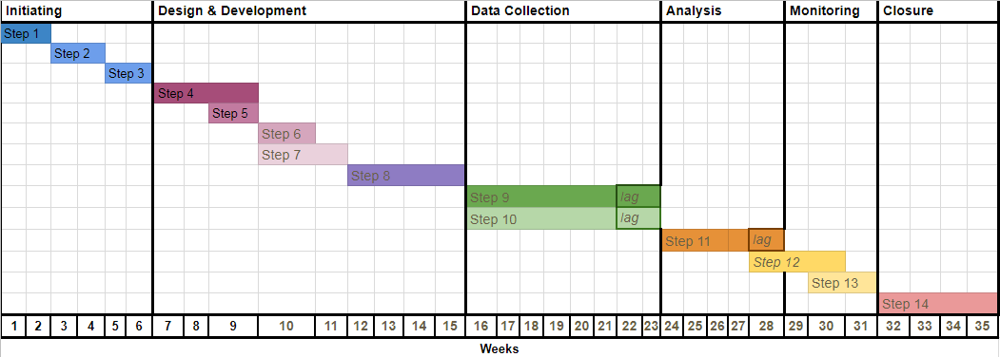 Initiating Design & Development Data Collection Analysis Monitoring Closure
Step 1
Step 2
Step 3
Step 4
Step 5
Step 6
Step 7
Step 8
Step 9 lag
Step 10 lag
Step 11 lag
Step 12
Step 13
Step 14
1 2 3 4 5 6 7 8 9 10 11 12 13 14 15 16 17 18 19 20 21 22 23 24 25 26 27 28 29 30 31 32 33 34 35
Weeks